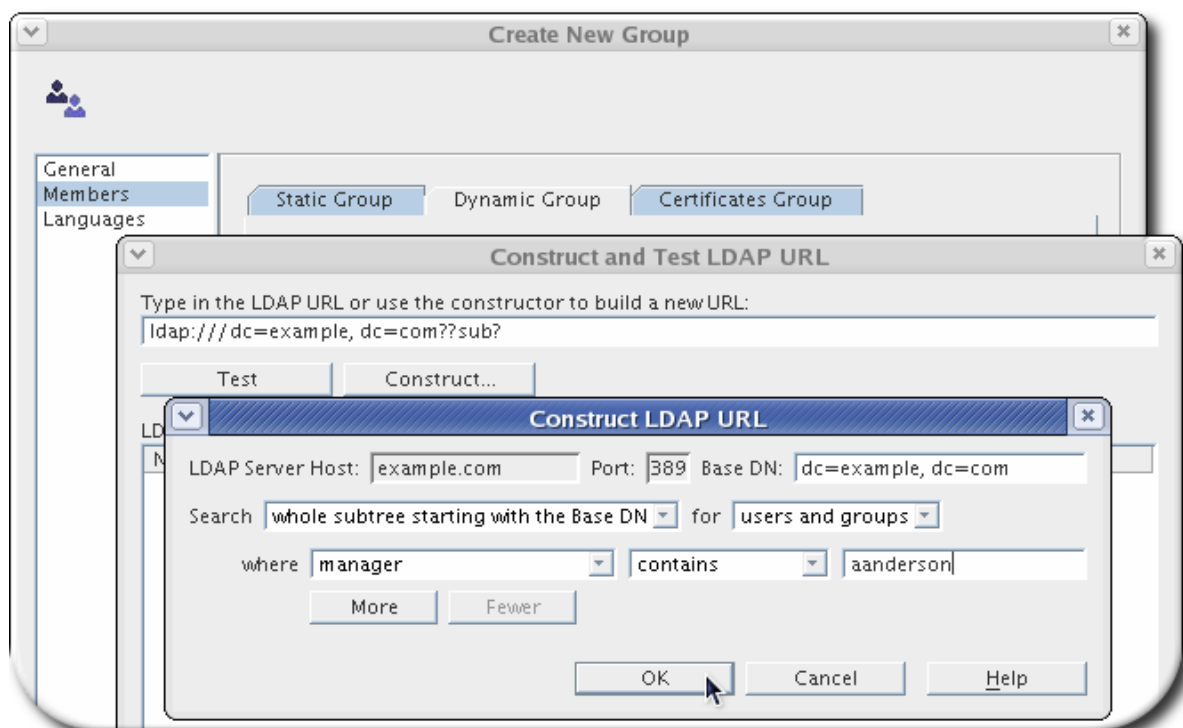 Create New Group
General
Members
Languages
Static Group Dynamic Group Certificates Group
Construct and Test LDAP URL
Type in the LDAP URL or use the constructor to build a new URL:
ldap:///dc=example, dc=com??sub?
Test Construct...
LD
N
Construct LDAP URL
LDAP Server Host: example.com Port: 389 Base DN: dc=example, dc=com
Search whole subtree starting with the Base DN for users and groups
where manager contains aanderson
More Fewer
OK Cancel Help